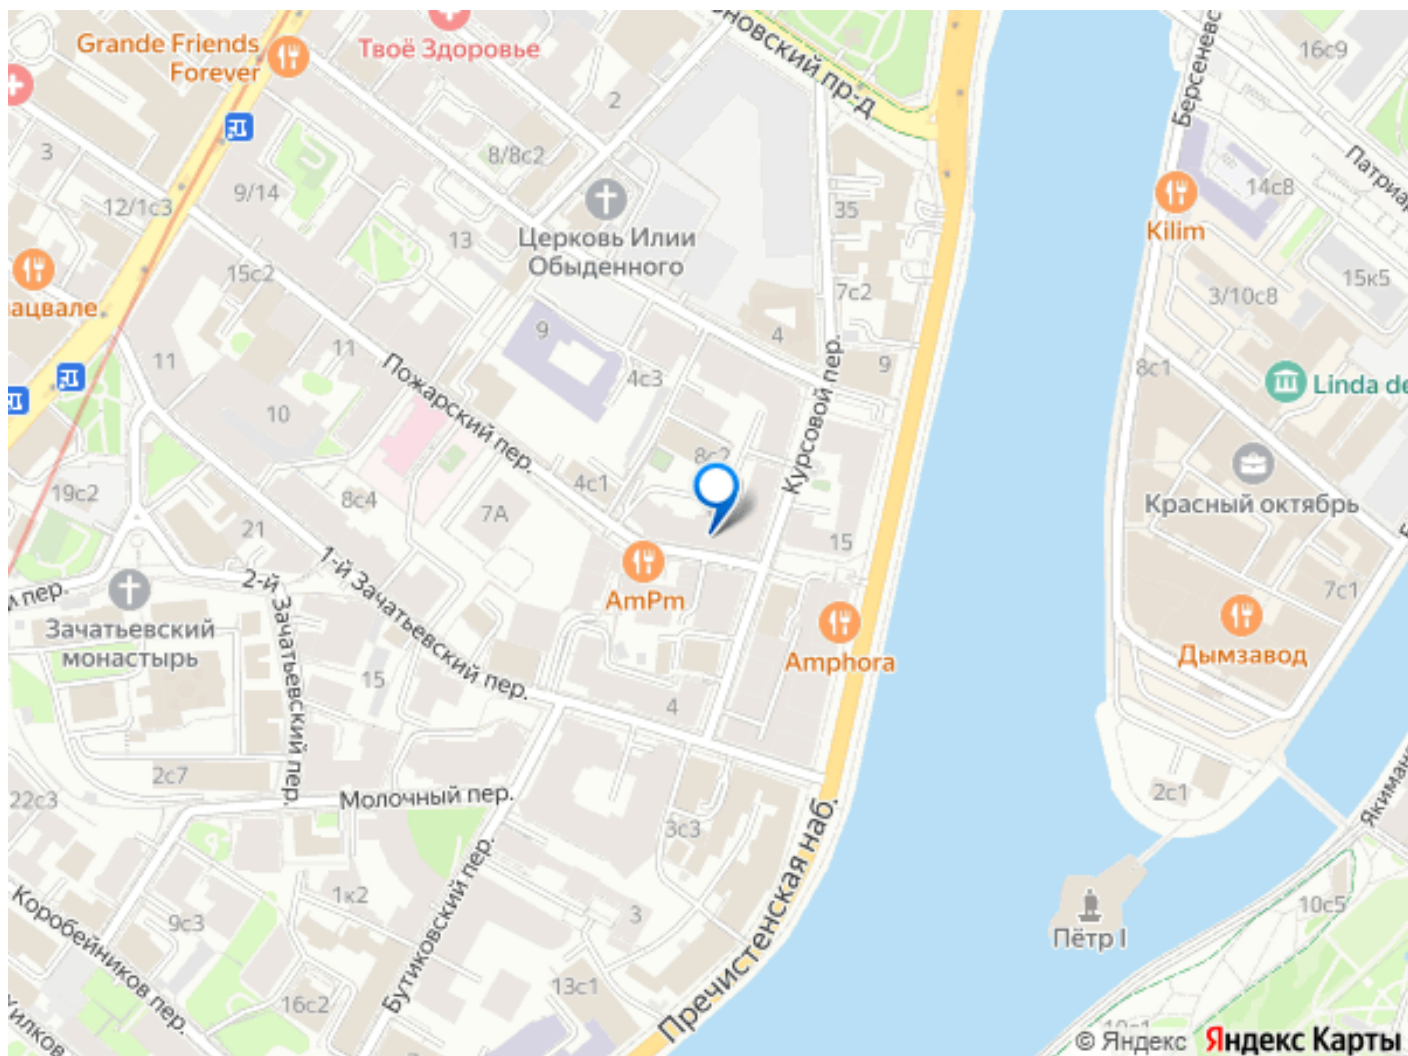 Grande Friends
Forever
Твоё Здоровье
новский пр-д
Берсеневс
16с9
2
3
8/8с2
9/14
12/1с3
Патриар
14с8
Kilim
35
13
Церковь Илии
Обыденного
15с2
ацвале
7с2
3/10с8
15к5
4
9
11
11
Пожарский пер.
4с3
9
Курсовой пер.
8с1
Linda de
10
8с2
4с1
19с2
8с4
7А
Красный октябрь
21
15
1-й Зачатьевский пер.
2-й Зачатьевский пер.
пер.
AmPm
7с1
Зачатьевский
монастырь
Amphora
Дымзавод
15
4
2с7
22с3
Молочный пер.
2с1
Якиман
3с3
Пречистенская наб.
Бутиковский пер.
1к2
Коробейников пер.
9с3
3
10с5
Пётр I
16с2
13с1
Хилков
10с1
© Яндекс Яндекс Карты